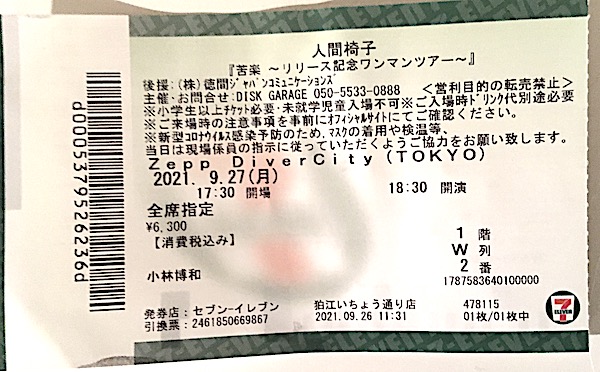 人間椅子
『苦楽 ~リリース記念ワンマンツアー~』
後援:(株)徳間ジャパンコミュニケーションズ
主催・お問合せ:DISK GARAGE 050-5533-0888 <営利目的の転売禁止>
※小学生以上チケット必要・未就学児童入場不可※ご入場時ドリンク代別途必要
※ご来場時の注意事項を事前にオフィシャルサイトにてご確認ください。
※新型コロナウイルス感染予防のため、マスクの着用や検温等、
当日は現場係員の指示に従っていただくようご協力をお願い致します。
Zepp DiverCity(TOKYO)
2021. 9.27(月)
17:30 開場 18:30 開演
全席指定
¥6,300
【消費税込み】
1 階
W 列
2 番
小林博和
1787583640100000
発券店:セブン-イレブン 狛江いちょう通り店 478115
引換票:2461850669867 2021.09.26 11:31 01枚/01枚中
7
ELEVEN
d0005379526236d